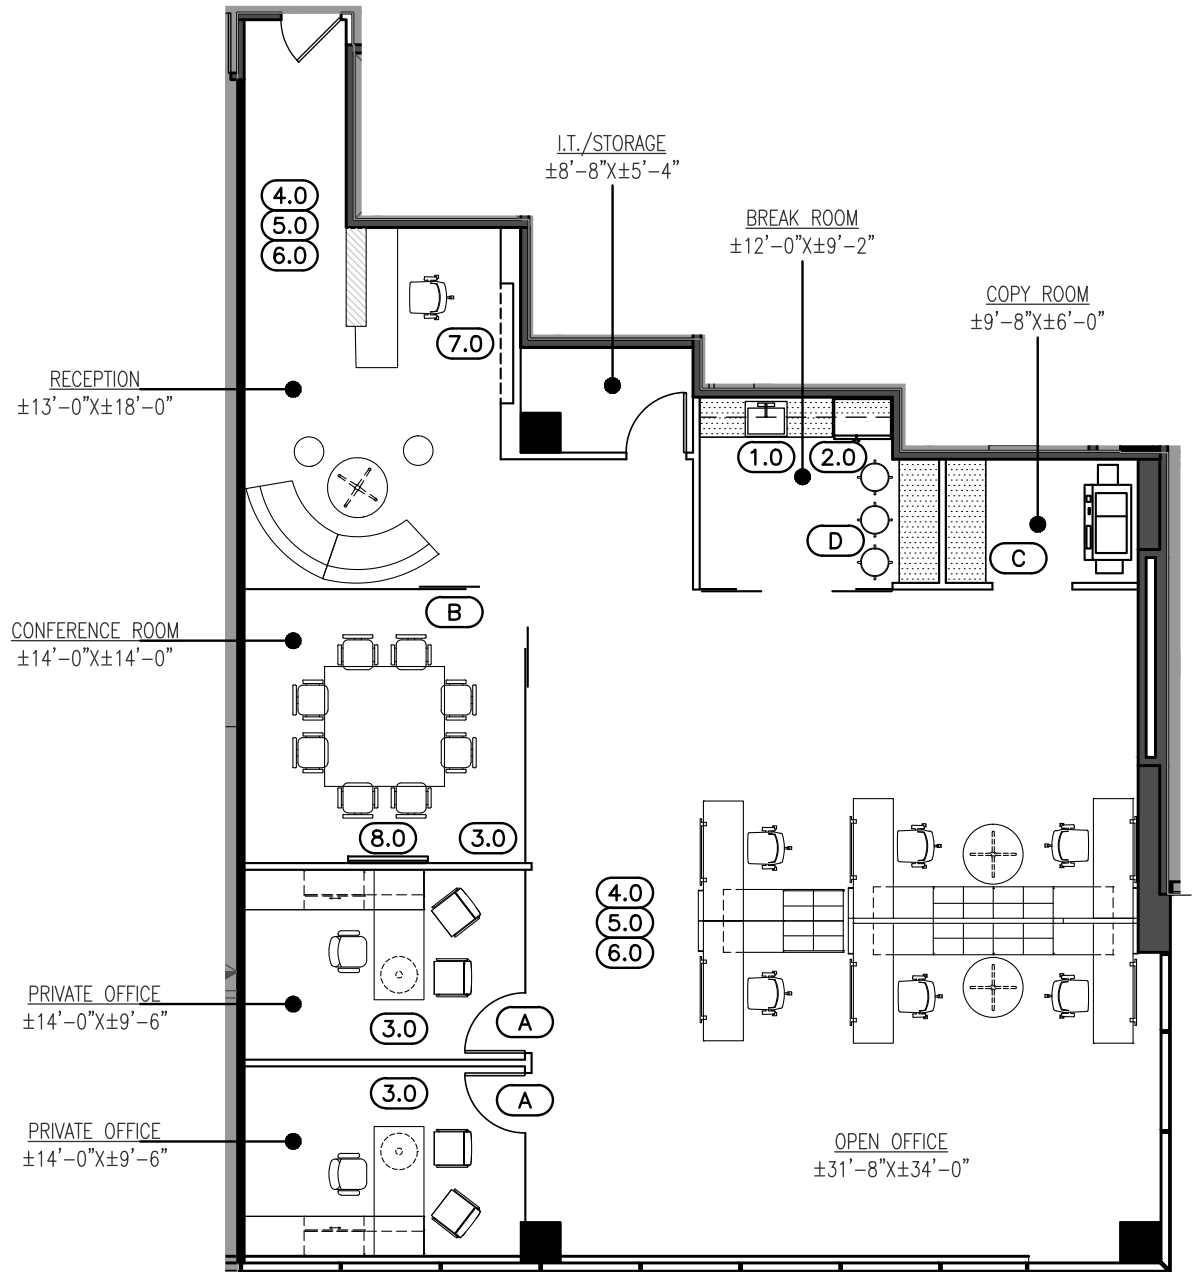 I.T./STORAGE
±8'-8"X±5'-4"
4.0
5.0
6.0
BREAK ROOM
±12'-0"X±9'-2"
COPY ROOM
±9'-8"X±6'-0"
7.0
RECEPTION
±13'-0"X±18'-0"
1.0
2.0
D
C
B
CONFERENCE ROOM
±14'-0"X±14'-0"
8.0
3.0
4.0
5.0
6.0
PRIVATE OFFICE
±14'-0"X±9'-6"
3.0
A
3.0
A
PRIVATE OFFICE
±14'-0"X±9'-6"
OPEN OFFICE
±31'-8"X±34'-0"